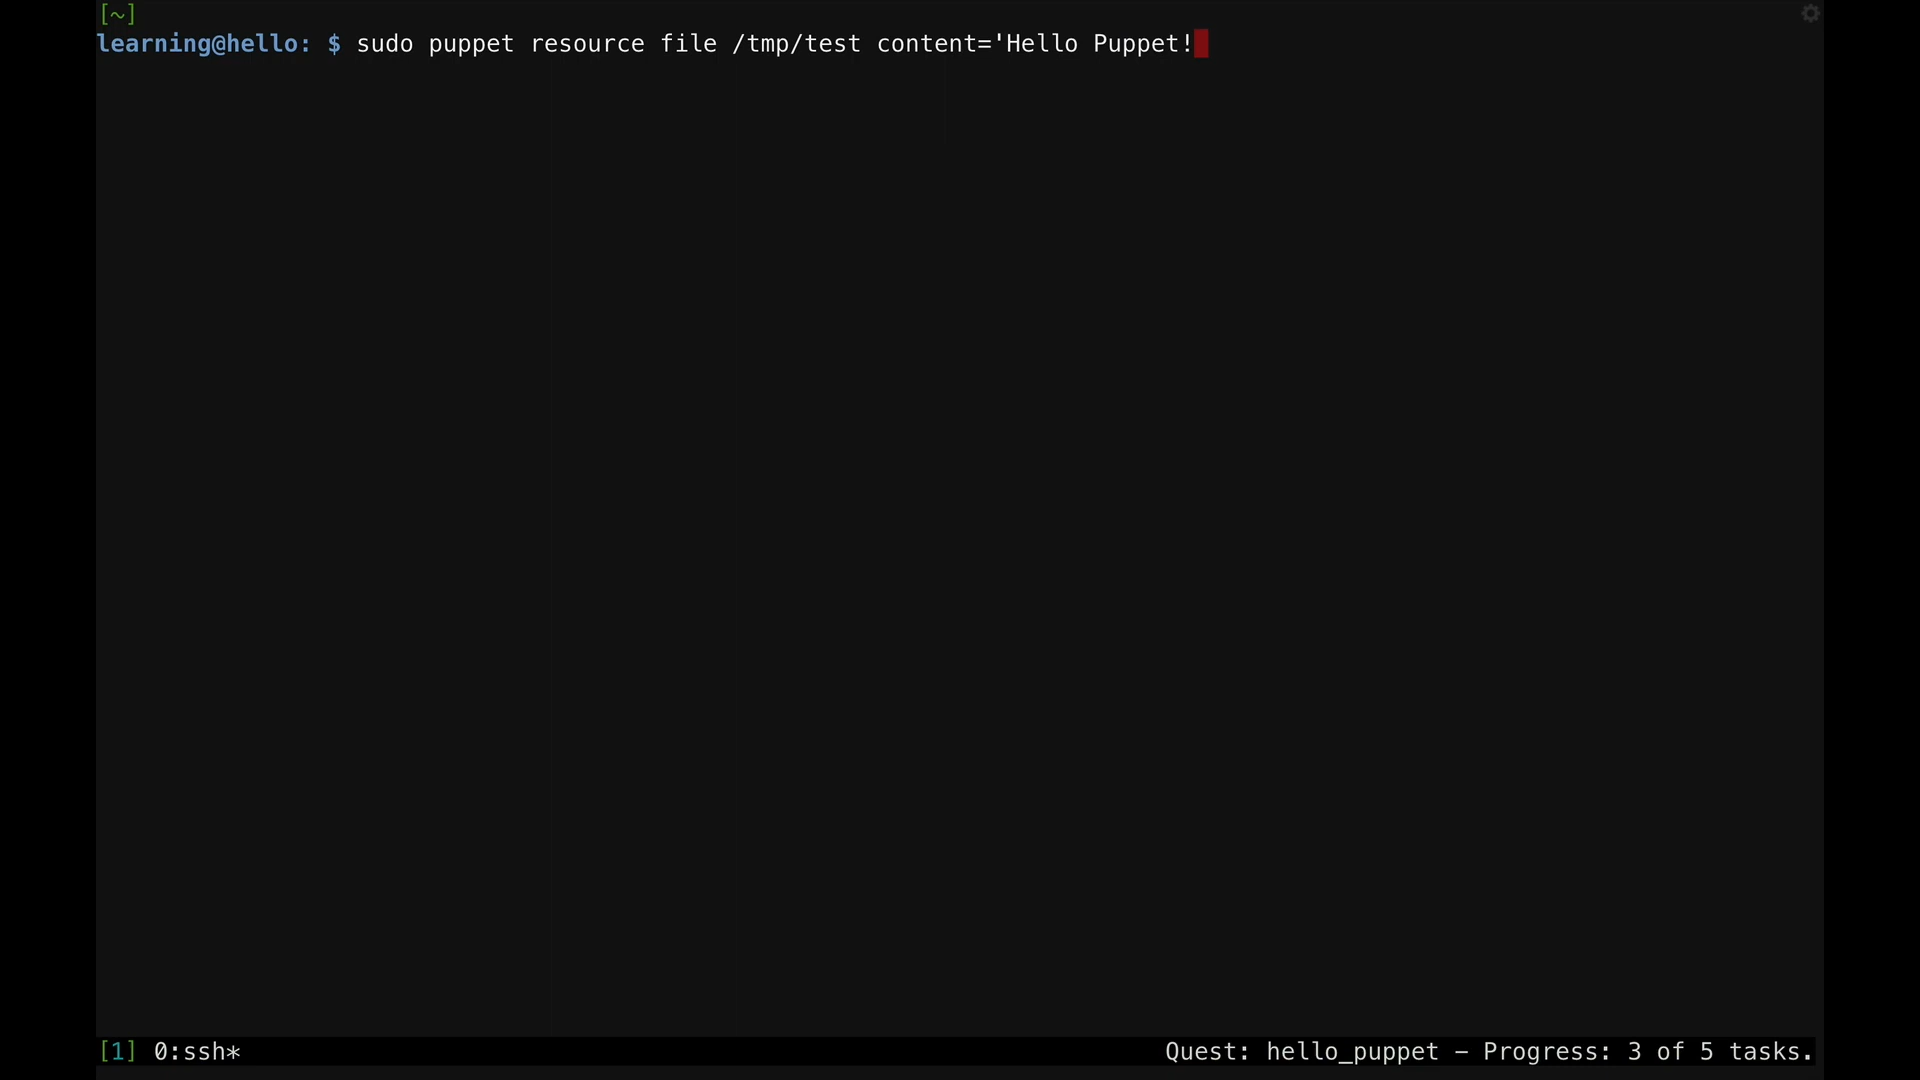 [~]
learning@hello: $ sudo puppet resource file /tmp/test content='Hello Puppet!
[1] 0:ssh*
Quest: hello_puppet – Progress: 3 of 5 tasks.